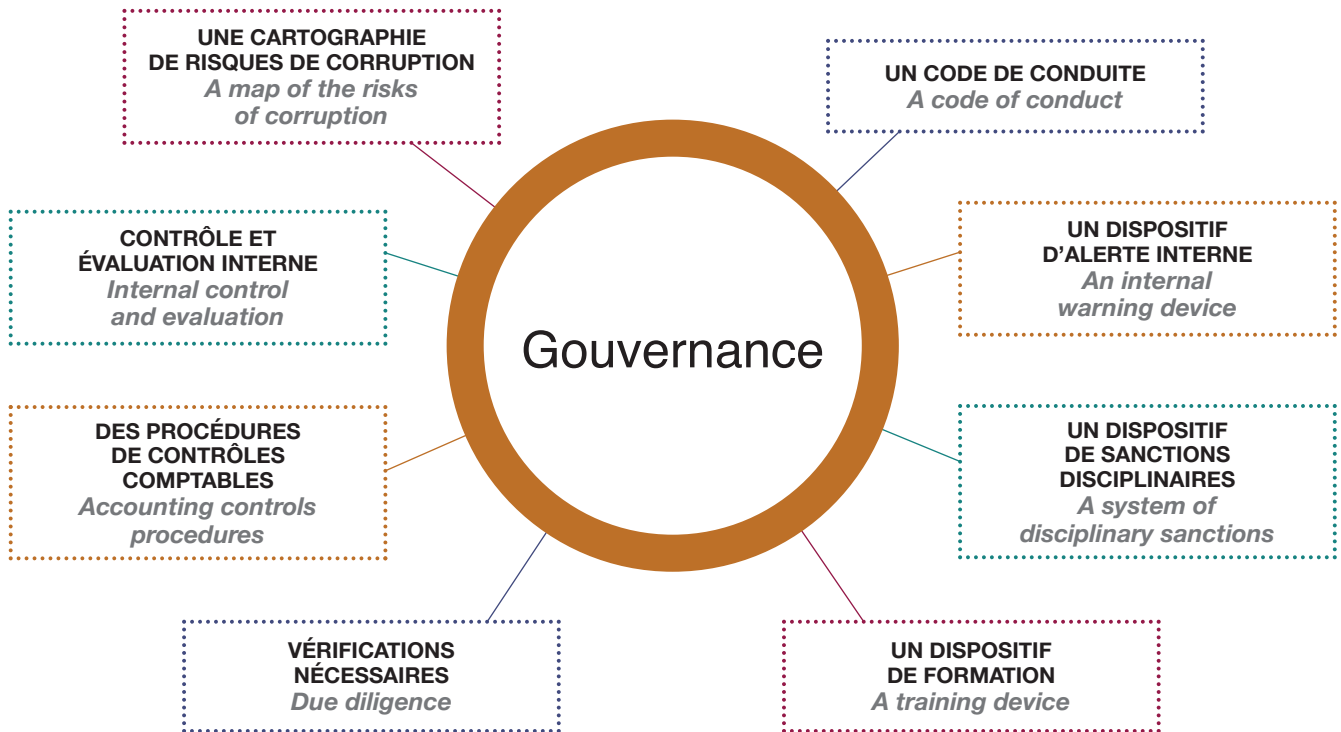 UNE CARTOGRAPHIE
DE RISQUES DE CORRUPTION
A map of the risks
of corruption
UN CODE DE CONDUITE
A code of conduct
CONTRÔLE ET
ÉVALUATION INTERNE
Internal control
and evaluation
UN DISPOSITIF
D’ALERTE INTERNE
An internal
warning device
Gouvernance
DES PROCÉDURES
DE CONTRÔLES
COMPTABLES
Accounting controls
procedures
UN DISPOSITIF
DE SANCTIONS
DISCIPLINAIRES
A system of
disciplinary sanctions
VÉRIFICATIONS
NÉCESSAIRES
Due diligence
UN DISPOSITIF
DE FORMATION
A training device